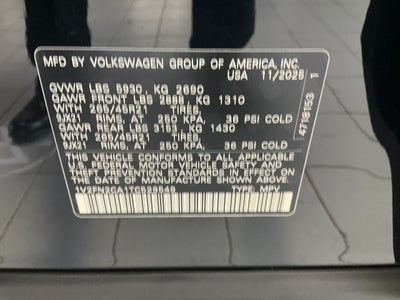 MFD BY VOLKSWAGEN GROUP OF AMERICA, INC.
USA 11/2025
GVWR LBS 5930, KG 2690
GAWR FRONT LBS 2888, KG 1310
WITH 265/45R21 TIRES,
9JX21 RIMS, AT 250 KPA, 36 PSI COLD
GAWR REAR LBS 3153, KG 1430
WITH 265/45R21 TIRES,
9JX21 RIMS, AT 250 KPA, 36 PSI COLD
THIS VEHICLE CONFORMS TO ALL APPLICABLE
U.S. FEDERAL MOTOR VEHICLE SAFETY AND
THEFT PREVENTION STANDARDS IN EFFECT ON
THE DATE OF MANUFACTURE SHOWN ABOVE.
1V2FN2CA1TC529546 TYPE: MPV
4718153 1